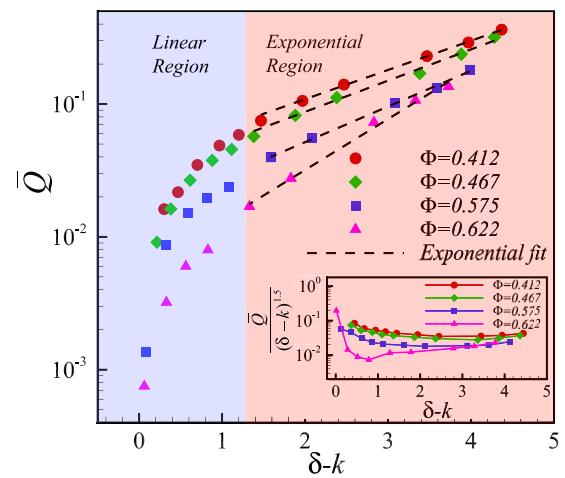 Linear
Region
Exponential
Region
Q̅
10⁻¹
10⁻²
10⁻³
Φ=0.412
Φ=0.467
Φ=0.575
Φ=0.622
Exponential fit
Q̅
(δ-k)^1.5
10⁰
10⁻¹
10⁻²
Φ=0.412
Φ=0.467
Φ=0.575
Φ=0.622
0 1 2 3 4 5
δ-k
0 1 2 3 4 5
δ-k